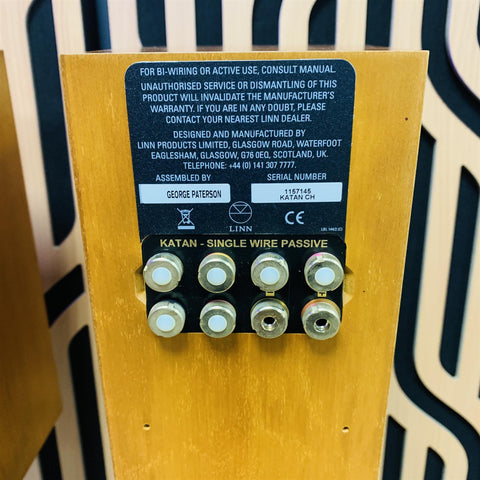 FOR BI-WIRING OR ACTIVE USE, CONSULT MANUAL.
UNAUTHORISED SERVICE OR DISMANTLING OF THIS
PRODUCT WILL INVALIDATE THE MANUFACTURER'S
WARRANTY. IF YOU ARE IN ANY DOUBT, PLEASE
CONTACT YOUR NEAREST LINN DEALER.
DESIGNED AND MANUFACTURED BY
LINN PRODUCTS LIMITED, GLASGOW ROAD, WATERFOOT
EAGLESHAM, GLASGOW, G76 0EQ, SCOTLAND, UK.
TELEPHONE: +44 (0) 141 307 7777.
ASSEMBLED BY SERIAL NUMBER
GEORGE PATERSON 1157145
KATAN CH
LINN CE
KATAN - SINGLE WIRE PASSIVE